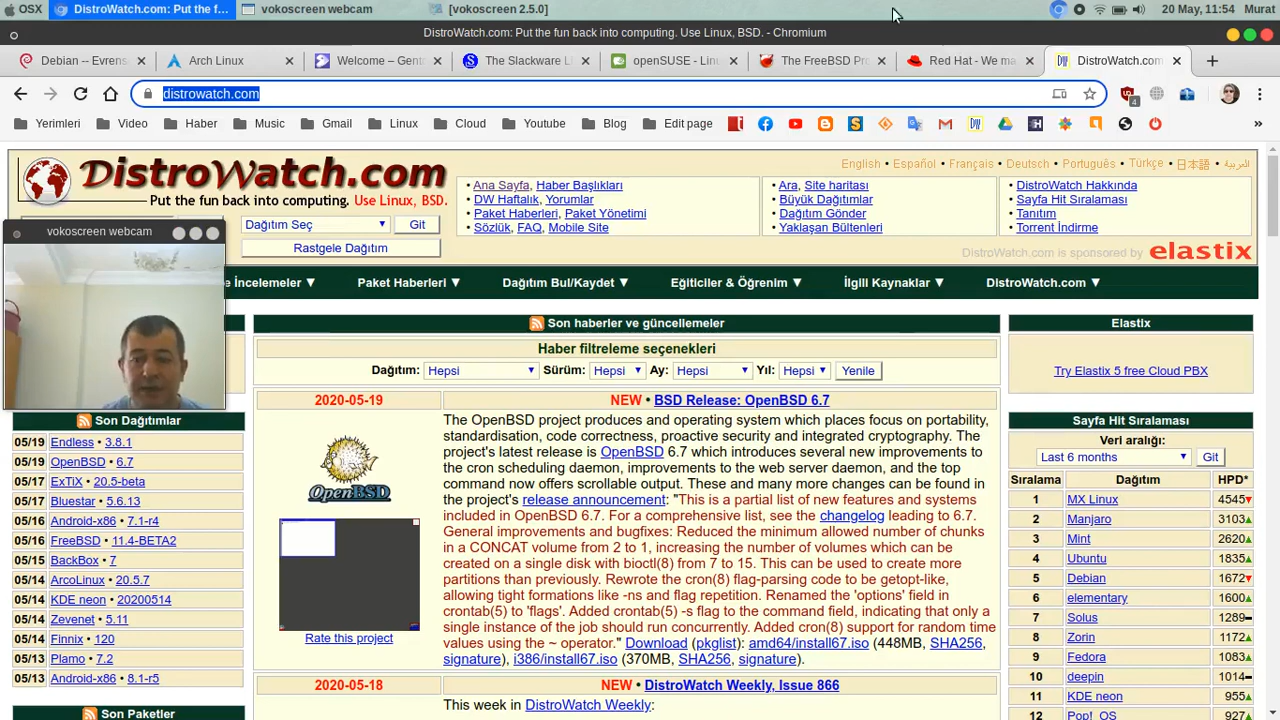 OSX DistroWatch.com: Put the f... vokoscreen webcam [vokoscreen 2.5.0] 20 May, 11:54 Murat
DistroWatch.com: Put the fun back into computing. Use Linux, BSD. - Chromium
Debian -- Evrens Arch Linux Welcome – Gent The Slackware Li openSUSE - Linu The FreeBSD Pro Red Hat - We ma DistroWatch.com
distrowatch.com 4
Yerimleri Video Haber Music Gmail Linux Cloud Youtube Blog Edit page »
DistroWatch.com
Put the fun back into computing. Use Linux, BSD.
English • Español • Français • Deutsch • Português • Türkçe • 日本語 • العربية
• Ana Sayfa, Haber Başlıkları
• DW Haftalık, Yorumlar
• Paket Haberleri, Paket Yönetimi
• Sözlük, FAQ, Mobile Site
• Ara, Site haritası
• Büyük Dağıtımlar
• Dağıtım Gönder
• Yaklaşan Bültenleri
• DistroWatch Hakkında
• Sayfa Hit Sıralaması
• Tanıtım
• Torrent İndirme
Dağıtım Seç Git
Rastgele Dağıtım
DistroWatch.com is sponsored by elastix
vokoscreen webcam
e İncelemeler ▼ Paket Haberleri ▼ Dağıtım Bul/Kaydet ▼ Eğiticiler & Öğrenim ▼ İlgili Kaynaklar ▼ DistroWatch.com ▼
Son Dağıtımlar
05/19 Endless • 3.8.1
05/19 OpenBSD • 6.7
05/17 ExTiX • 20.5-beta
05/17 Bluestar • 5.6.13
05/16 Android-x86 • 7.1-r4
05/16 FreeBSD • 11.4-BETA2
05/15 BackBox • 7
05/14 ArcoLinux • 20.5.7
05/14 KDE neon • 20200514
05/14 Zevenet • 5.11
05/14 Finnix • 120
05/13 Plamo • 7.2
05/13 Android-x86 • 8.1-r5
Son Paketler
Son haberler ve güncellemeler
Haber filtreleme seçenekleri
Dağıtım: Hepsi Sürüm: Hepsi Ay: Hepsi Yıl: Hepsi Yenile
2020-05-19 NEW • BSD Release: OpenBSD 6.7
OpenBSD
Rate this project
The OpenBSD project produces and operating system which places focus on portability,
standardisation, code correctness, proactive security and integrated cryptography. The
project's latest release is OpenBSD 6.7 which introduces several new improvements to
the cron scheduling daemon, improvements to the web server daemon, and the top
command now offers scrollable output. These and many more changes can be found in
the project's release announcement: "This is a partial list of new features and systems
included in OpenBSD 6.7. For a comprehensive list, see the changelog leading to 6.7.
General improvements and bugfixes: Reduced the minimum allowed number of chunks
in a CONCAT volume from 2 to 1, increasing the number of volumes which can be
created on a single disk with bioctl(8) from 7 to 15. This can be used to create more
partitions than previously. Rewrote the cron(8) flag-parsing code to be getopt-like,
allowing tight formations like -ns and flag repetition. Renamed the 'options' field in
crontab(5) to 'flags'. Added crontab(5) -s flag to the command field, indicating that only a
single instance of the job should run concurrently. Added cron(8) support for random
time values using the ~ operator." Download (pkglist): amd64/install67.iso (448MB, SHA256,
signature), i386/install67.iso (370MB, SHA256, signature).
2020-05-18 NEW • DistroWatch Weekly, Issue 866
This week in DistroWatch Weekly:
Elastix
Try Elastix 5 free Cloud PBX
Sayfa Hit Sıralaması
Veri aralığı:
Last 6 months Git
Sıralama Dağıtım HPD*
1 MX Linux 4545
2 Manjaro 3103
3 Mint 2620
4 Ubuntu 1835
5 Debian 1672
6 elementary 1600
7 Solus 1289
8 Zorin 1172
9 Fedora 1083
10 deepin 1014
11 KDE neon 955
12 Pop!_OS 927